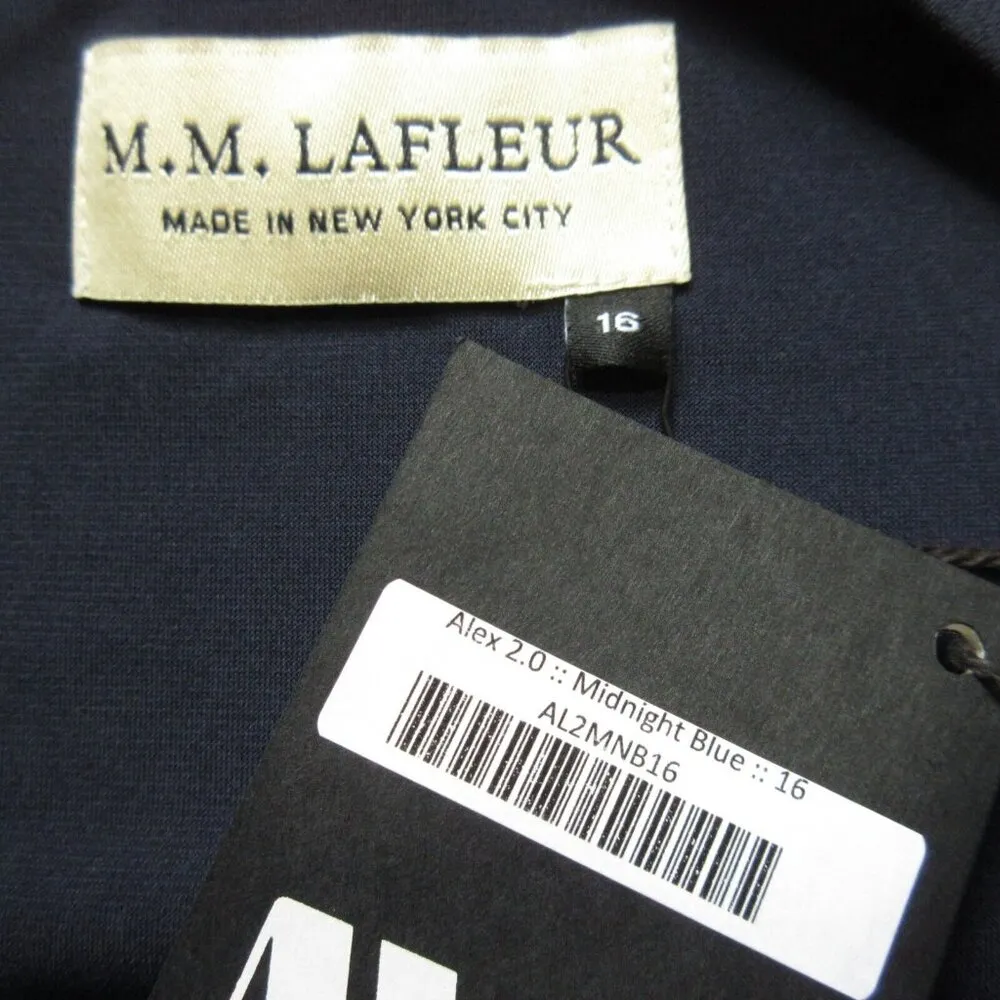 M.M. LAFLEUR
MADE IN NEW YORK CITY
16
Alex 2.0 :: Midnight Blue :: 16
AL2MNB16